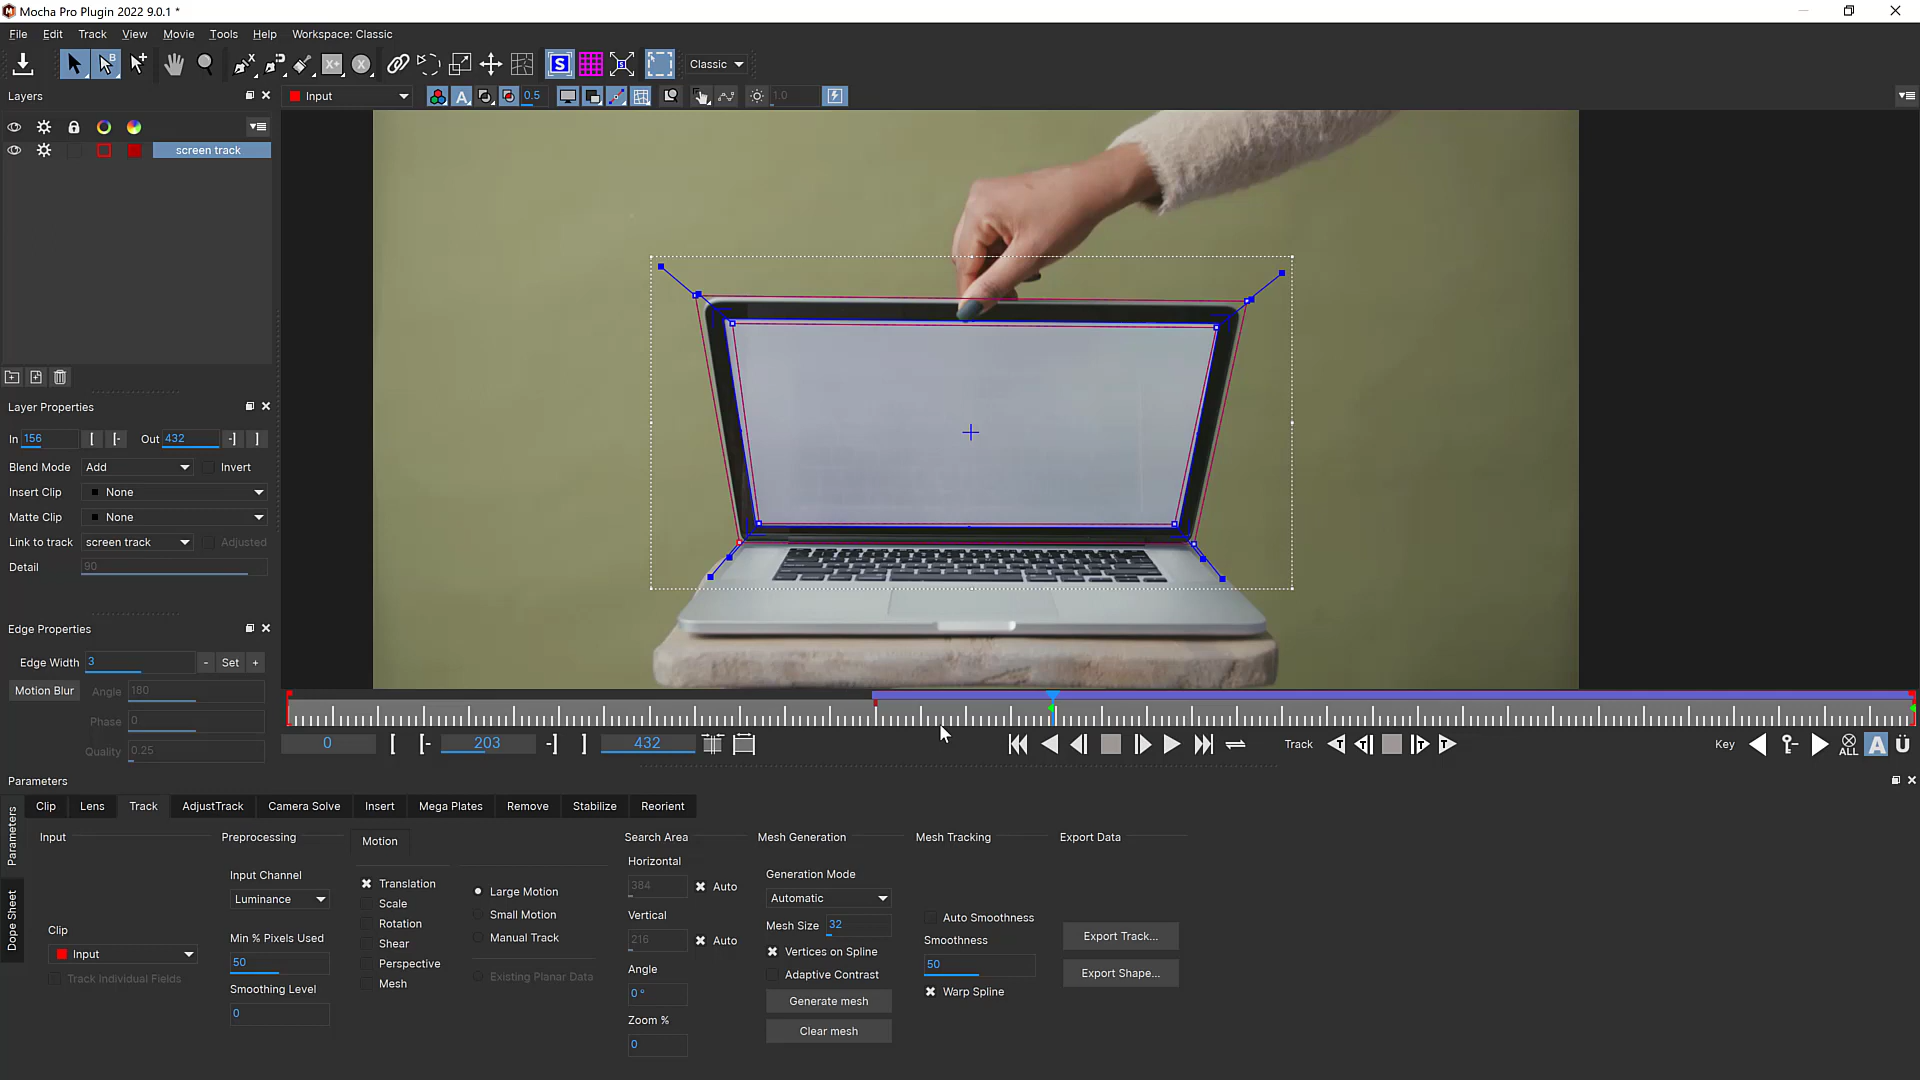 Mocha Pro Plugin 2022 9.0.1 *
File Edit Track View Movie Tools Help Workspace: Classic
S Classic
Layers Input A 0.5 1.0
screen track
Layer Properties
In 156 [ [- Out 432 -] ]
Blend Mode Add Invert
Insert Clip None
Matte Clip None
Link to track screen track Adjusted
Detail 90
Edge Properties
Edge Width 3 - Set +
Motion Blur Angle 180
Phase 0
Quality 0.25
0 [ [- 203 -] ] 432 Track T T T T Key ALL A Ü
Parameters
Parameters
Dope Sheet
Clip Lens Track AdjustTrack Camera Solve Insert Mega Plates Remove Stabilize Reorient
Input
Clip
Input
Track Individual Fields
Preprocessing
Input Channel
Luminance
Min % Pixels Used
50
Smoothing Level
0
Motion
Translation
Scale
Rotation
Shear
Perspective
Mesh
Large Motion
Small Motion
Manual Track
Existing Planar Data
Search Area
Horizontal
384 Auto
Vertical
216 Auto
Angle
0 °
Zoom %
0
Mesh Generation
Generation Mode
Automatic
Mesh Size 32
Vertices on Spline
Adaptive Contrast
Generate mesh
Clear mesh
Mesh Tracking
Auto Smoothness
Smoothness
50
Warp Spline
Export Data
Export Track...
Export Shape...